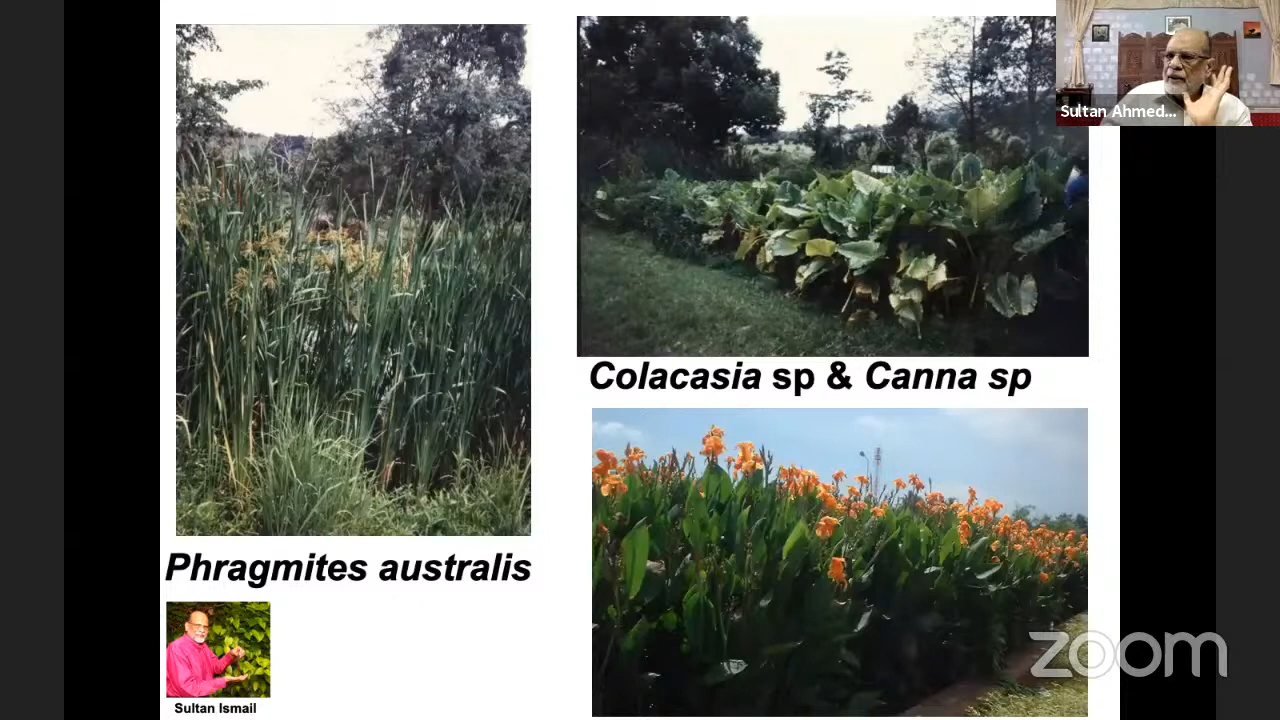 Sultan Ahmed...
Colacasia sp & Canna sp
Phragmites australis
Sultan Ismail
zoom